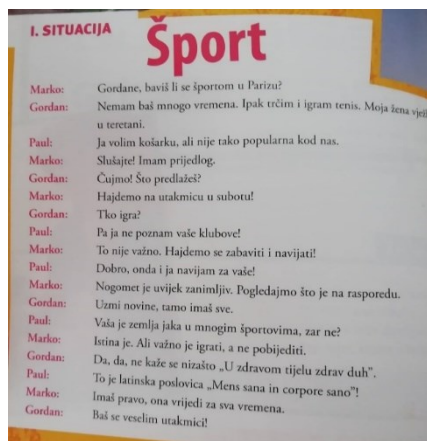 I. SITUACIJA
Šport
Marko: Gordane, baviš li se športom u Parizu?
Gordan: Nemam baš mnogo vremena. Ipak trčim i igram tenis. Moja žena
u teretani.
Paul: Ja volim košarku, ali nije tako popularna kod nas.
Marko: Slušajte! Imam prijedlog.
Gordan: Čujmo! Što predlažeš?
Marko: Hajdemo na utakmicu u subotu!
Gordan: Tko igra?
Paul: Pa ja ne poznam vaše klubove!
Marko: To nije važno. Hajdemo se zabaviti i navijati!
Paul: Dobro, onda i ja navijam za vaše!
Marko: Nogomet je uvijek zanimljiv. Pogledajmo što je na rasporedu.
Gordan: Uzmi novine, tamo imaš sve.
Paul: Vaša je zemlja jaka u mnogim športovima, zar ne?
Marko: Istina je. Ali važno je igrati, a ne pobijediti.
Gordan: Da, da, ne kaže se nizašto „U zdravom tijelu zdrav duh”.
Paul: To je latinska poslovica „Mens sana in corpore sano”!
Marko: Imaš pravo, ona vrijedi za sva vremena.
Gordan: Baš se veselim utakmici!